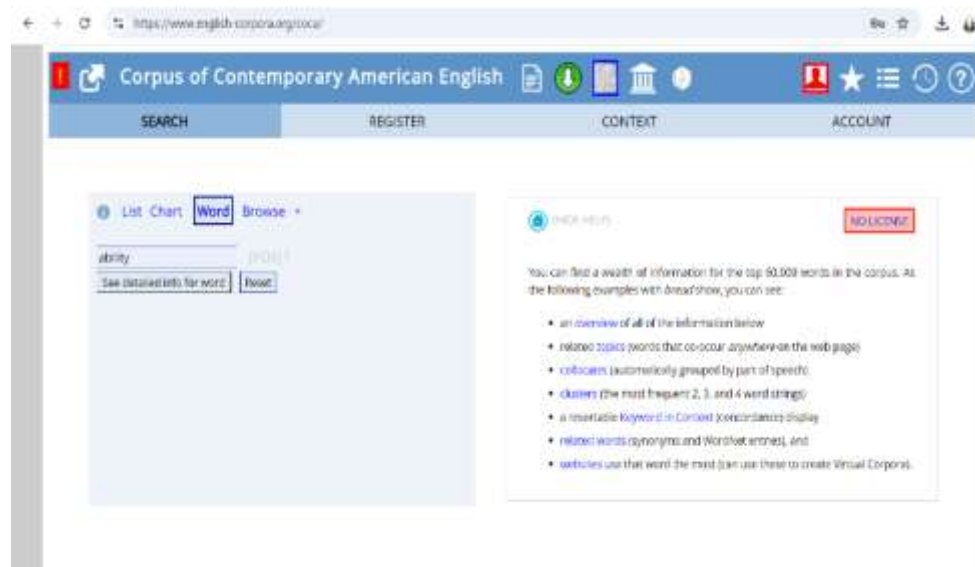 https://www.english-corpora.org/coca/
Corpus of Contemporary American English
SEARCH REGISTER CONTEXT ACCOUNT
List Chart Word Browse +
ability [POS]?
See detailed info for word Reset
(HIDE HELP) NO LICENSE
You can find a wealth of information for the top 60,000 words in the corpus. As
the following examples with bread show, you can see:
• an overview of all of the information below
• related topics (words that co-occur anywhere on the web page)
• collocates (automatically grouped by part of speech)
• clusters (the most frequent 2, 3, and 4 word strings)
• a resortable Keyword in Context (concordance) display
• related words (synonyms and WordNet entries), and
• websites use that word the most (can use these to create Virtual Corpora).